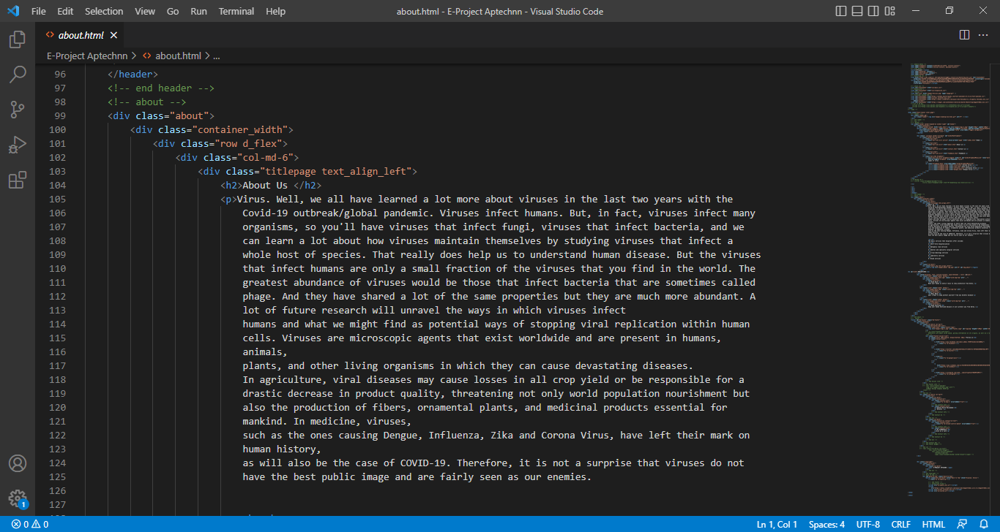 File Edit Selection View Go Run Terminal Help about.html - E-Project Aptechnn - Visual Studio Code
about.html
E-Project Aptechnn > about.html > ...
96 </header>
97 <!-- end header -->
98 <!-- about -->
99 <div class="about">
100 <div class="container_width">
101 <div class="row d_flex">
102 <div class="col-md-6">
103 <div class="titlepage text_align_left">
104 <h2>About Us </h2>
105 <p>Virus. Well, we all have learned a lot more about viruses in the last two years with the
106 Covid-19 outbreak/global pandemic. Viruses infect humans. But, in fact, viruses infect many
107 organisms, so you'll have viruses that infect fungi, viruses that infect bacteria, and we
108 can learn a lot about how viruses maintain themselves by studying viruses that infect a
109 whole host of species. That really does help us to understand human disease. But the viruses
110 that infect humans are only a small fraction of the viruses that you find in the world. The
111 greatest abundance of viruses would be those that infect bacteria that are sometimes called
112 phage. And they have shared a lot of the same properties but they are much more abundant. A
113 lot of future research will unravel the ways in which viruses infect
114 humans and what we might find as potential ways of stopping viral replication within human
115 cells. Viruses are microscopic agents that exist worldwide and are present in humans,
116 animals,
117 plants, and other living organisms in which they can cause devastating diseases.
118 In agriculture, viral diseases may cause losses in all crop yield or be responsible for a
119 drastic decrease in product quality, threatening not only world population nourishment but
120 also the production of fibers, ornamental plants, and medicinal products essential for
121 mankind. In medicine, viruses,
122 such as the ones causing Dengue, Influenza, Zika and Corona Virus, have left their mark on
123 human history,
124 as will also be the case of COVID-19. Therefore, it is not a surprise that viruses do not
125 have the best public image and are fairly seen as our enemies.
126
127
1
0 0 Ln 1, Col 1 Spaces: 4 UTF-8 CRLF HTML